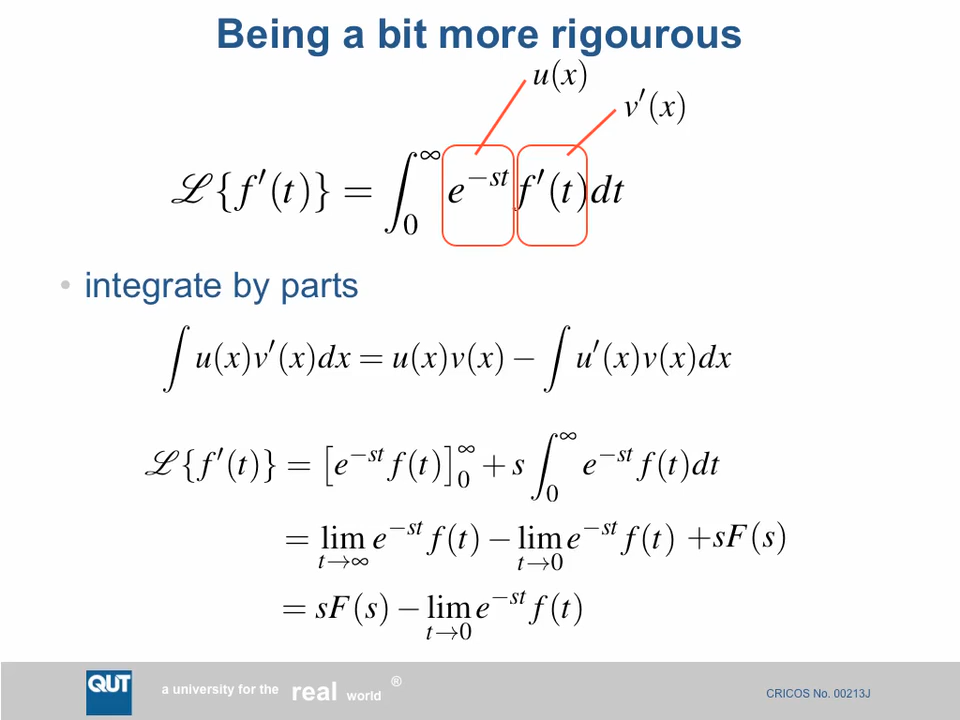 Being a bit more rigourous
u(x)
v′(x)
ℒ{f′(t)} = ∫₀^∞ e^{−st} f′(t)dt
• integrate by parts
∫ u(x)v′(x)dx = u(x)v(x) − ∫ u′(x)v(x)dx
ℒ{f′(t)} = [e^{−st} f(t)]₀^∞ + s ∫₀^∞ e^{−st} f(t)dt
= lim_{t→∞} e^{−st} f(t) − lim_{t→0} e^{−st} f(t) +sF(s)
= sF(s) − lim_{t→0} e^{−st} f(t)
QUT
a university for the real world ®
CRICOS No. 00213J